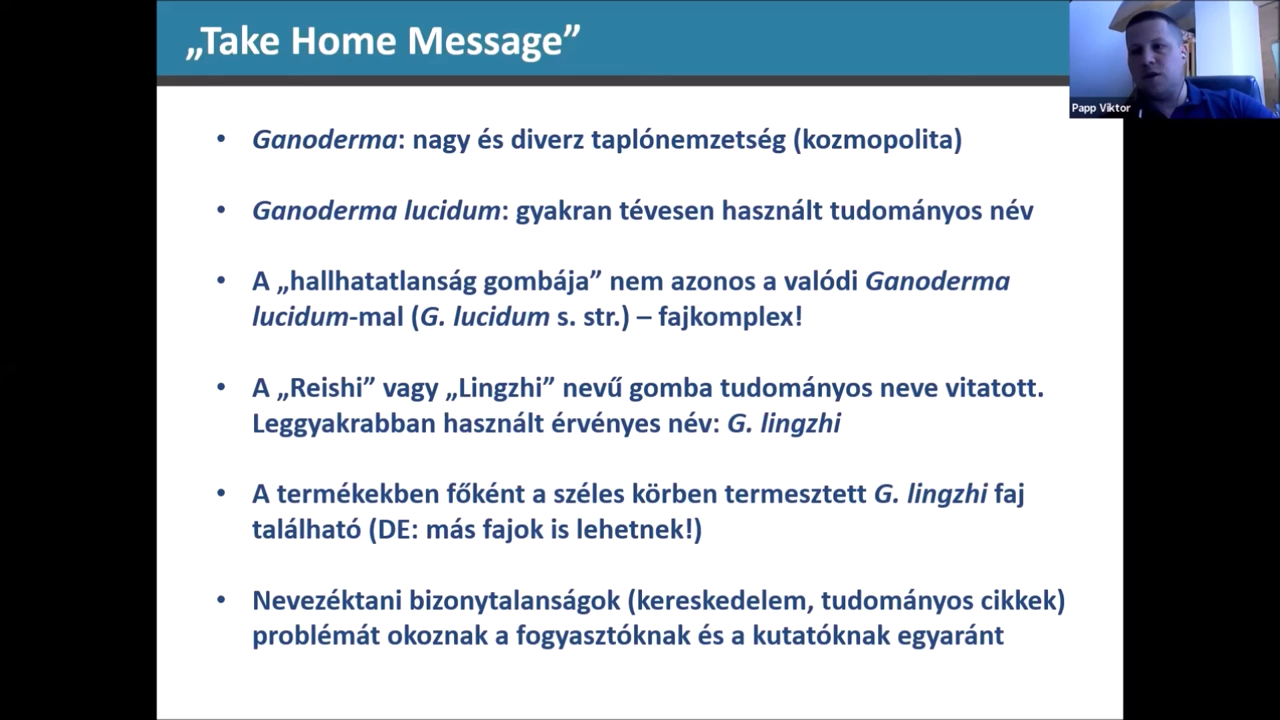 „Take Home Message”
Papp Viktor
• Ganoderma: nagy és diverz taplónemzetség (kozmopolita)
• Ganoderma lucidum: gyakran tévesen használt tudományos név
• A „hallhatatlanság gombája” nem azonos a valódi Ganoderma
lucidum-mal (G. lucidum s. str.) – fajkomplex!
• A „Reishi” vagy „Lingzhi” nevű gomba tudományos neve vitatott.
Leggyakrabban használt érvényes név: G. lingzhi
• A termékekben főként a széles körben termesztett G. lingzhi faj
található (DE: más fajok is lehetnek!)
• Nevezéktani bizonytalanságok (kereskedelem, tudományos cikkek)
problémát okoznak a fogyasztóknak és a kutatóknak egyaránt